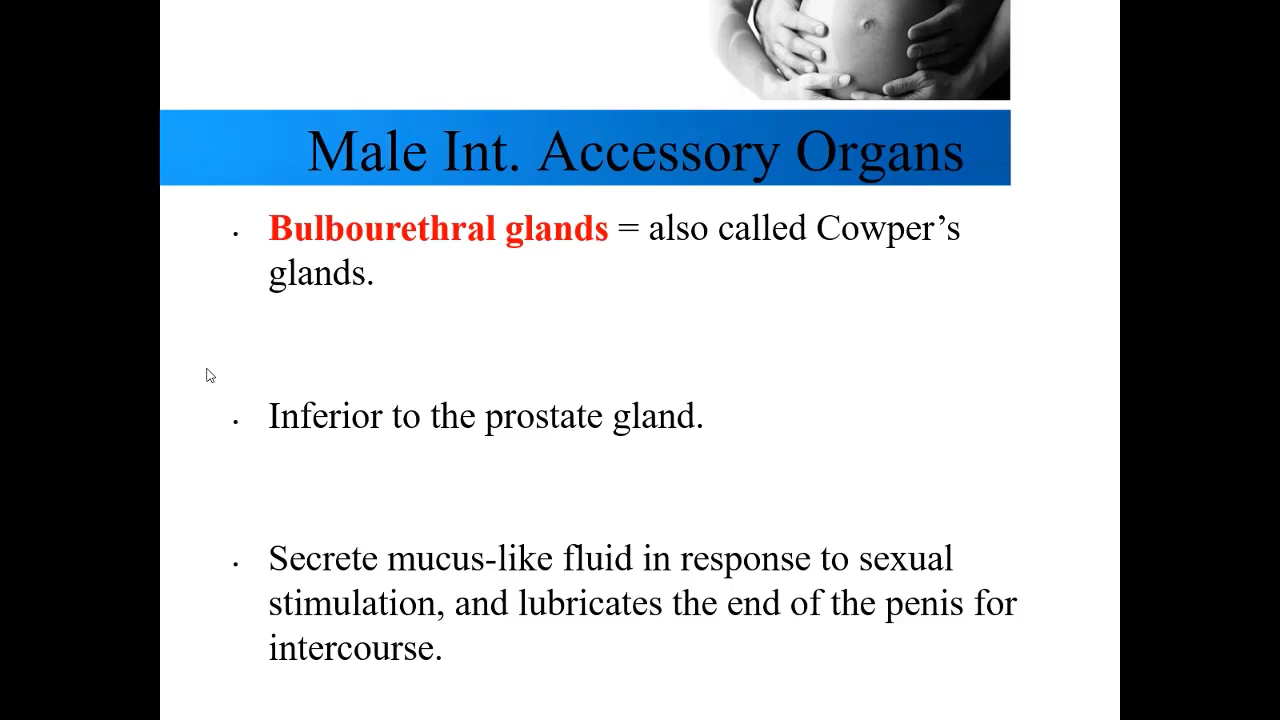 Male Int. Accessory Organs
• Bulbourethral glands = also called Cowper’s
glands.
• Inferior to the prostate gland.
• Secrete mucus-like fluid in response to sexual
stimulation, and lubricates the end of the penis for
intercourse.